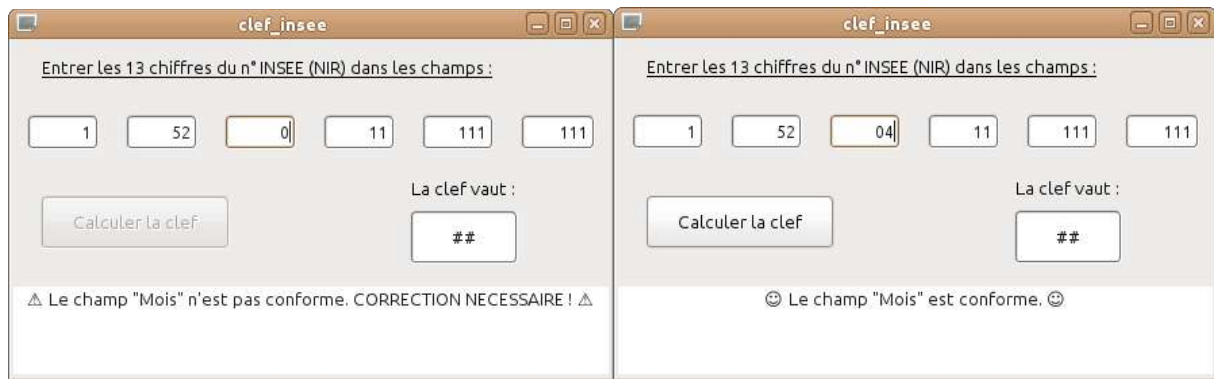 clef_insee
Entrer les 13 chiffres du n° INSEE (NIR) dans les champs :
1 52 0 11 111 111
La clef vaut :
Calculer la clef
##
⚠ Le champ "Mois" n'est pas conforme. CORRECTION NECESSAIRE ! ⚠
clef_insee
Entrer les 13 chiffres du n° INSEE (NIR) dans les champs :
1 52 04 11 111 111
La clef vaut :
Calculer la clef
##
☺ Le champ "Mois" est conforme. ☺